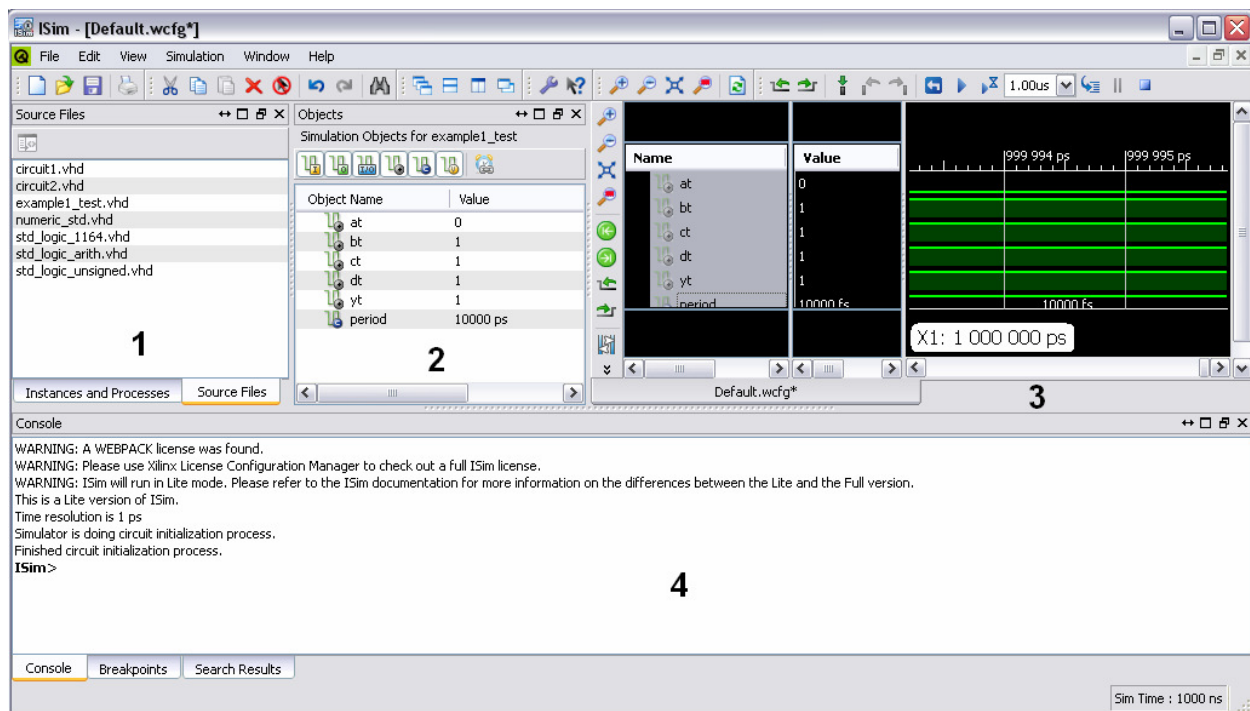 ISim - [Default.wcfg*]
File Edit View Simulation Window Help
1.00us
Source Files
circuit1.vhd
circuit2.vhd
example1_test.vhd
numeric_std.vhd
std_logic_1164.vhd
std_logic_arith.vhd
std_logic_unsigned.vhd
1
Instances and Processes Source Files
Objects
Simulation Objects for example1_test
Object Name Value
at 0
bt 1
ct 1
dt 1
yt 1
period 10000 ps
2
Name Value
at 0
bt 1
ct 1
dt 1
yt 1
period 10000 fs
999 994 ps 999 995 ps
10000 fs
X1: 1 000 000 ps
Default.wcfg*
3
Console
WARNING: A WEBPACK license was found.
WARNING: Please use Xilinx License Configuration Manager to check out a full ISim license.
WARNING: ISim will run in Lite mode. Please refer to the ISim documentation for more information on the differences between the Lite and the Full version.
This is a Lite version of ISim.
Time resolution is 1 ps
Simulator is doing circuit initialization process.
Finished circuit initialization process.
ISim>
4
Console Breakpoints Search Results
Sim Time : 1000 ns